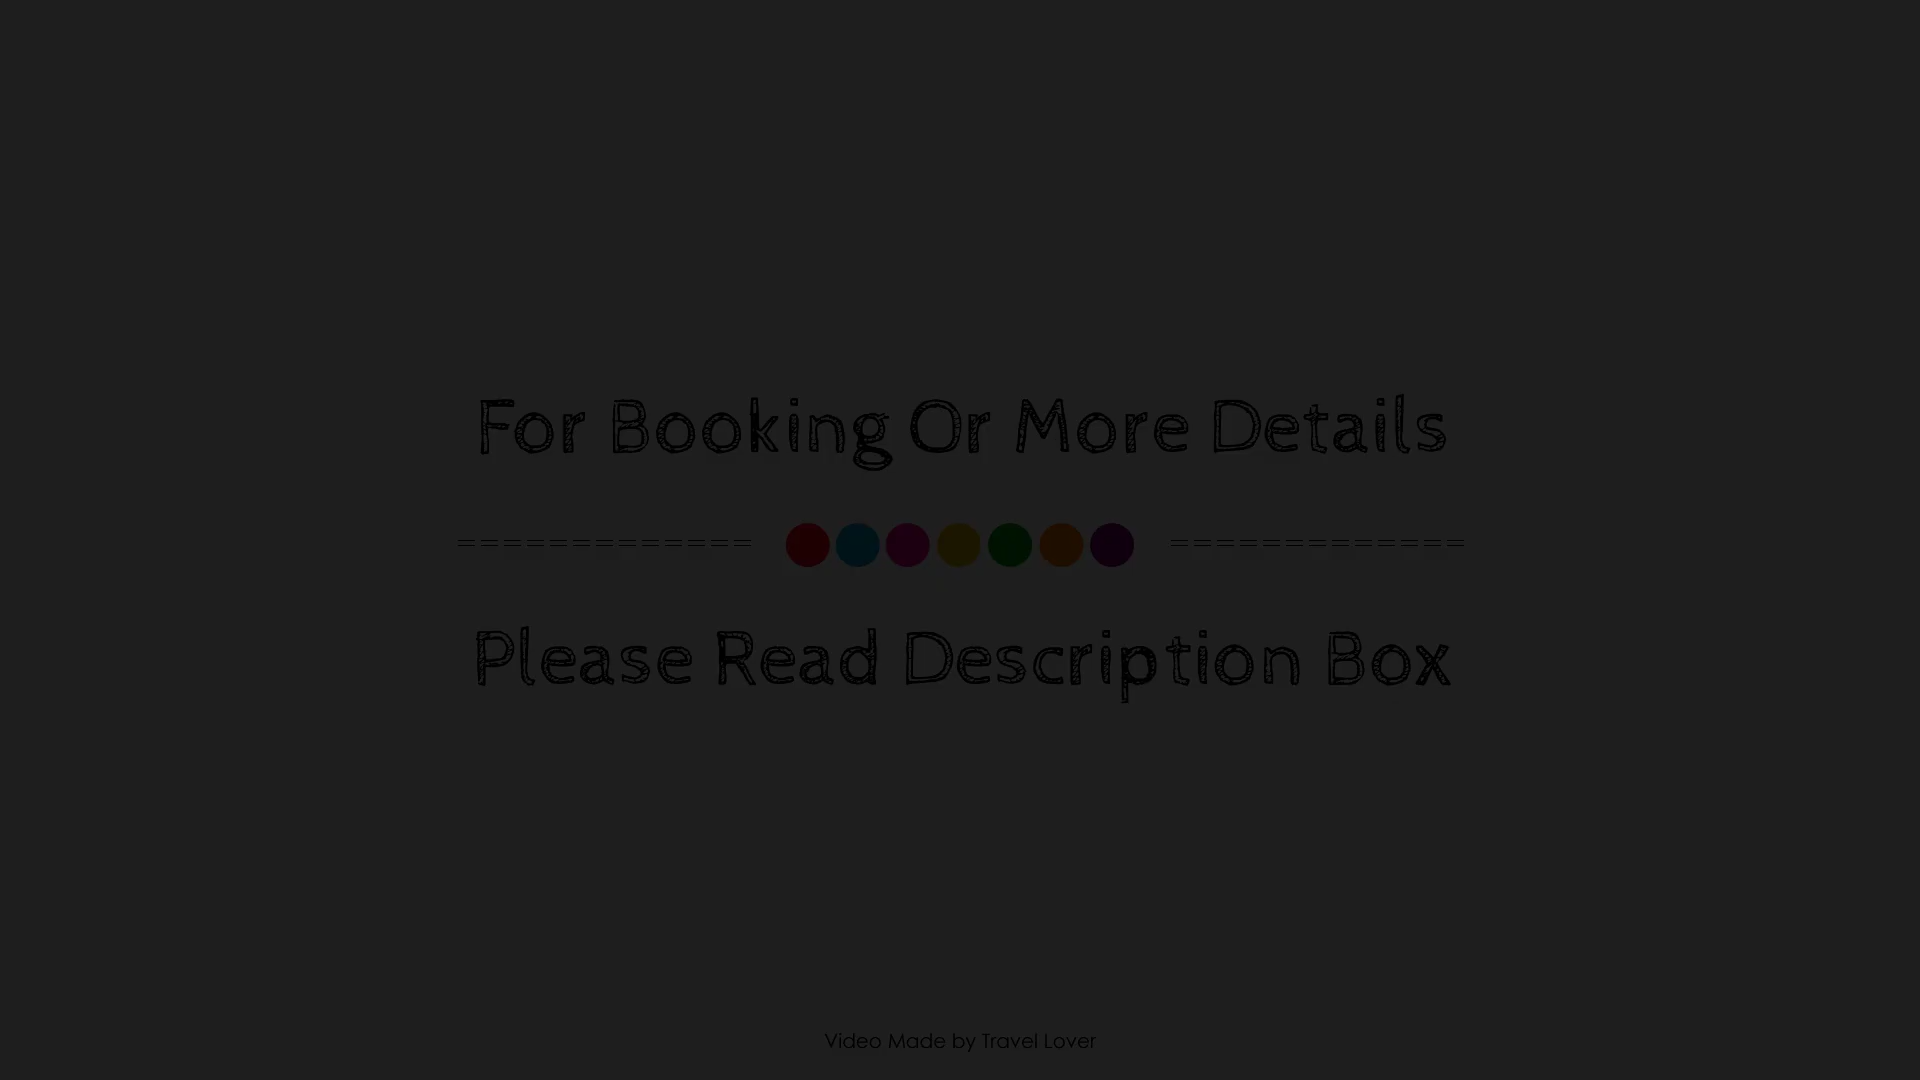 For Booking Or More Details
============= =============
Please Read Description Box
Video Made by Travel Lover